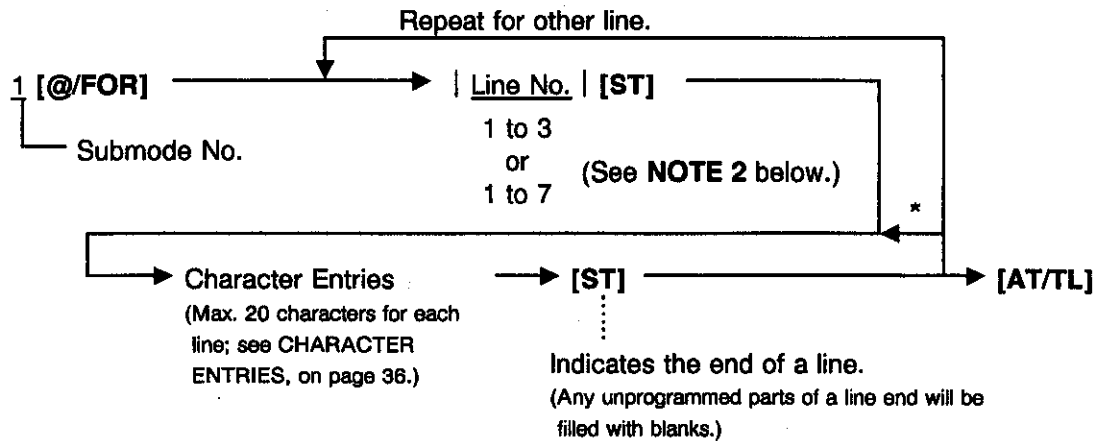 Repeat for other line.
1 [@/FOR] | Line No. | [ST]
Submode No.
1 to 3
or
1 to 7
(See NOTE 2 below.)
*
Character Entries [ST] [AT/TL]
(Max. 20 characters for each
line; see CHARACTER
ENTRIES, on page 36.)
Indicates the end of a line.
(Any unprogrammed parts of a line end will be
filled with blanks.)